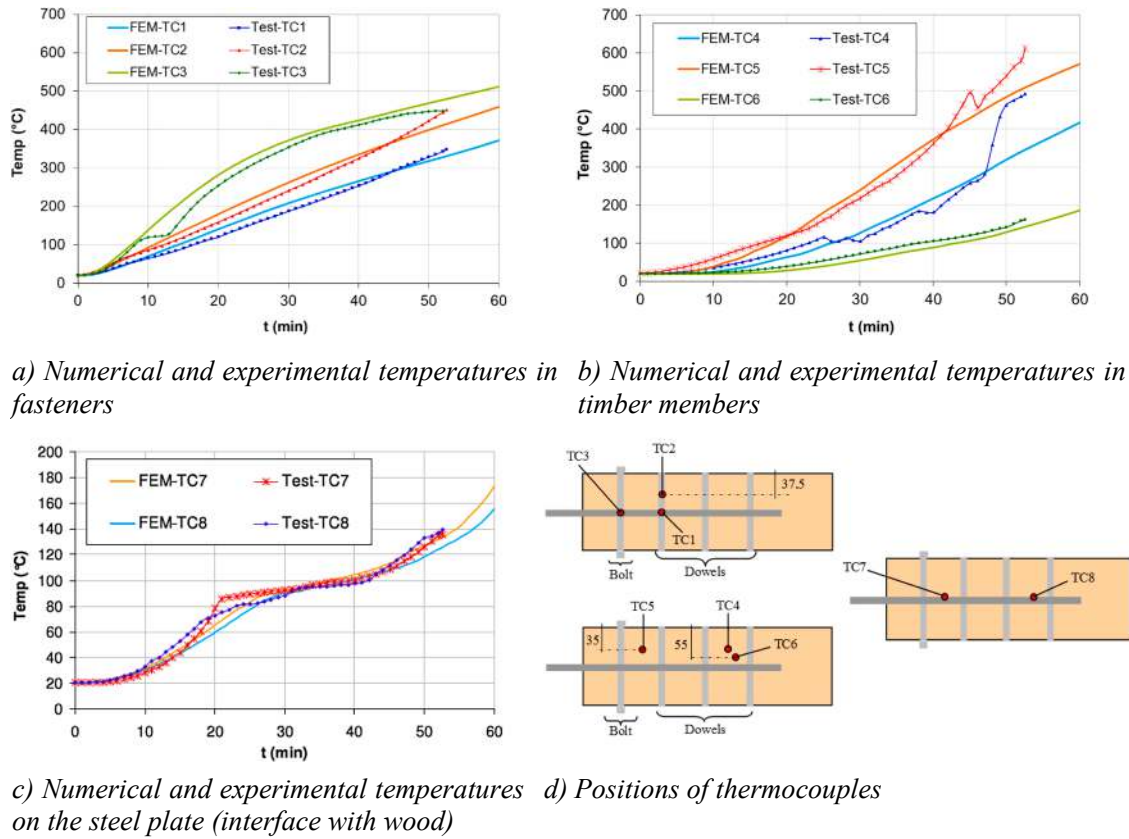 700
600
500
400
300
200
100
0
Temp (°C)
FEM-TC1
Test-TC1
FEM-TC2
Test-TC2
FEM-TC3
Test-TC3
0 10 20 30 40 50 60
t (min)
700
600
500
400
300
200
100
0
Temp (°C)
FEM-TC4
Test-TC4
FEM-TC5
Test-TC5
FEM-TC6
Test-TC6
0 10 20 30 40 50 60
t (min)
a) Numerical and experimental temperatures in
fasteners
b) Numerical and experimental temperatures in
timber members
200
180
160
140
120
100
80
60
40
20
0
Temp (°C)
FEM-TC7
Test-TC7
FEM-TC8
Test-TC8
0 10 20 30 40 50 60
t (min)
TC3
TC2
37.5
TC1
Bolt
Dowels
TC5
TC4
35
55
TC6
Bolt
Dowels
TC7
TC8
c) Numerical and experimental temperatures
on the steel plate (interface with wood)
d) Positions of thermocouples